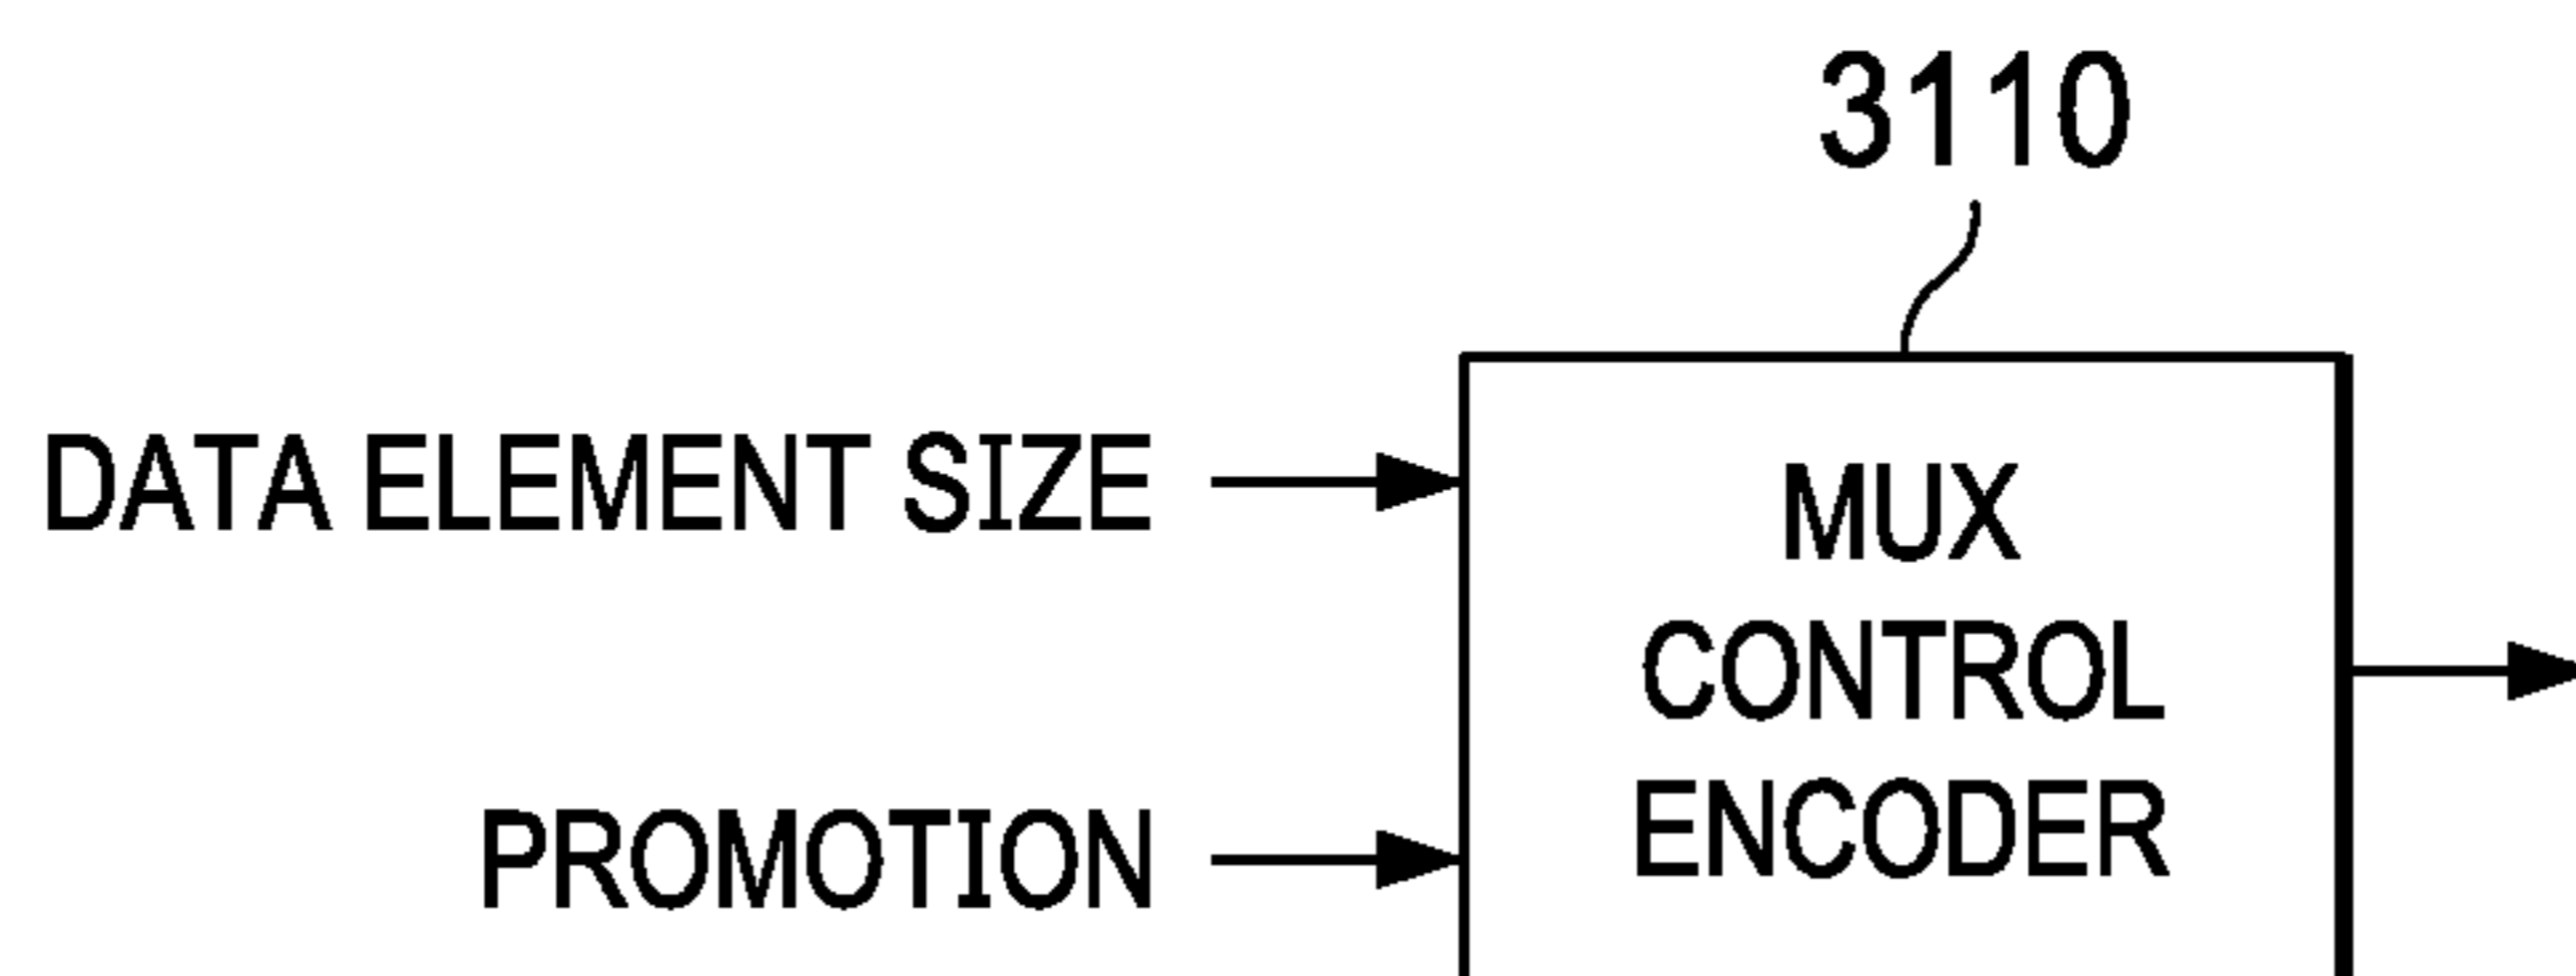 3110
DATA ELEMENT SIZE
MUX
CONTROL
ENCODER
PROMOTION